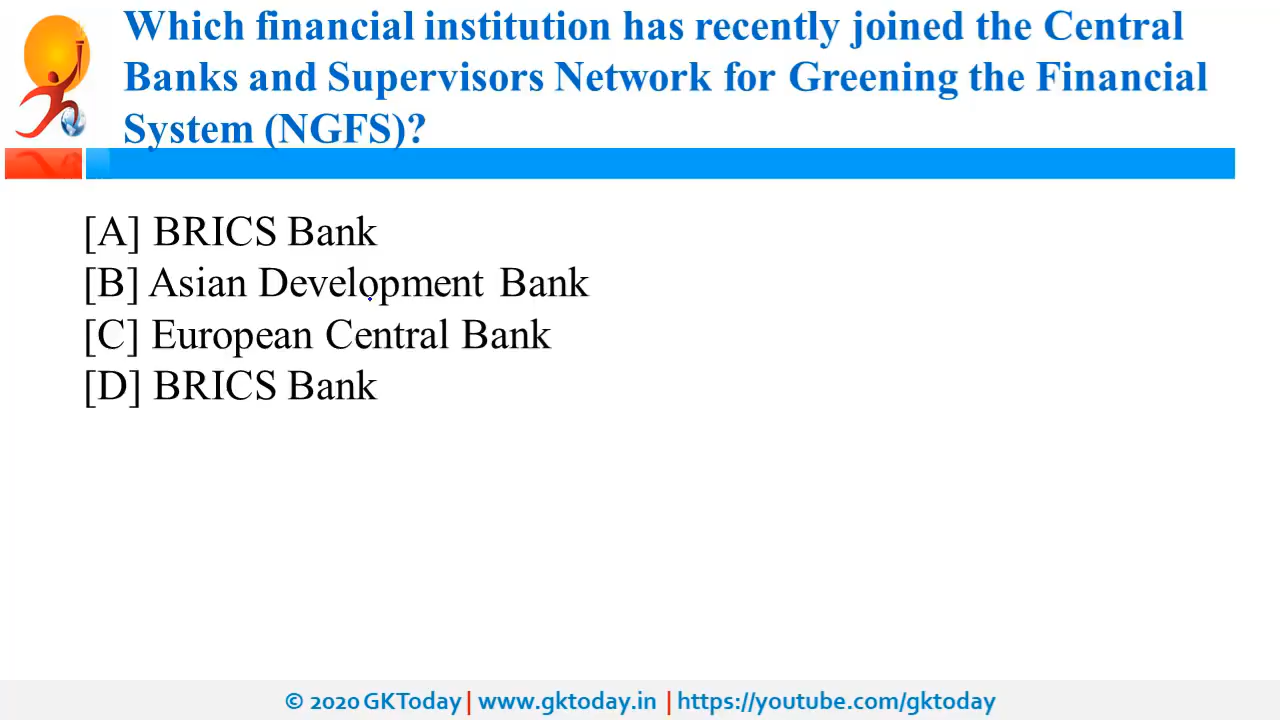 Which financial institution has recently joined the Central
Banks and Supervisors Network for Greening the Financial
System (NGFS)?
[A] BRICS Bank
[B] Asian Development Bank
[C] European Central Bank
[D] BRICS Bank
© 2020 GKToday | www.gktoday.in | https://youtube.com/gktoday